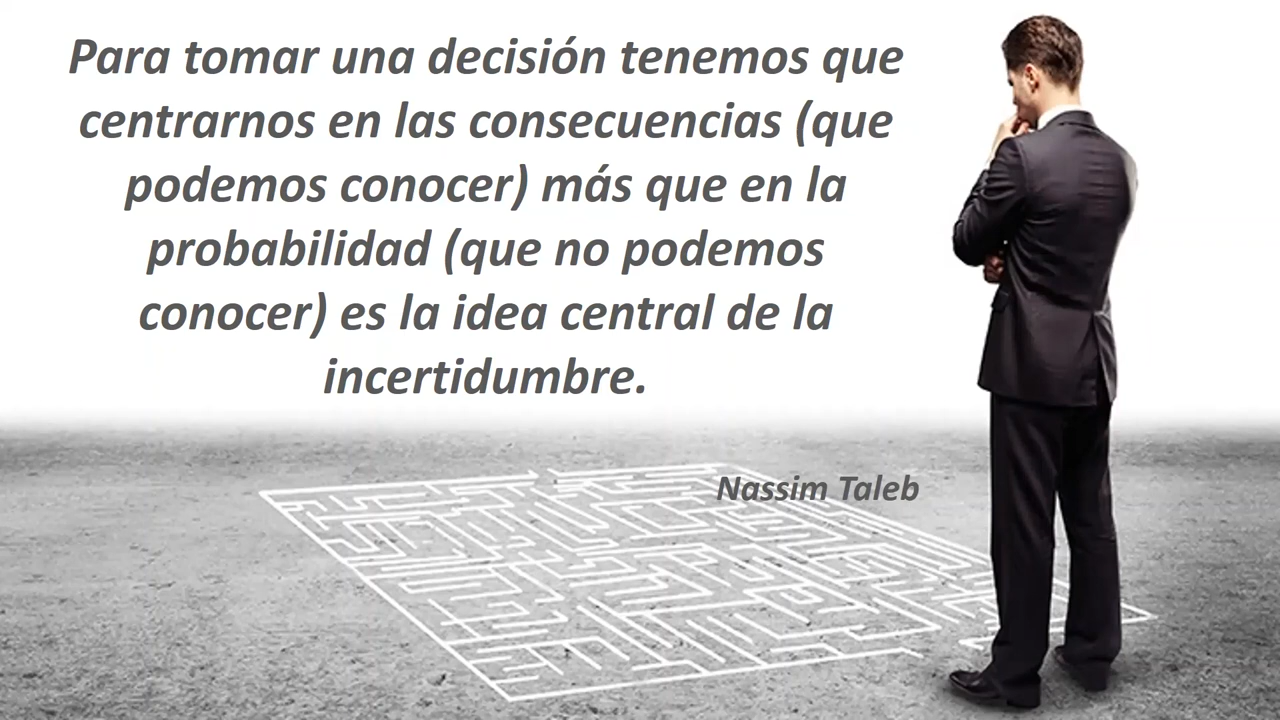 Para tomar una decisión tenemos que
centrarnos en las consecuencias (que
podemos conocer) más que en la
probabilidad (que no podemos
conocer) es la idea central de la
incertidumbre.
Nassim Taleb